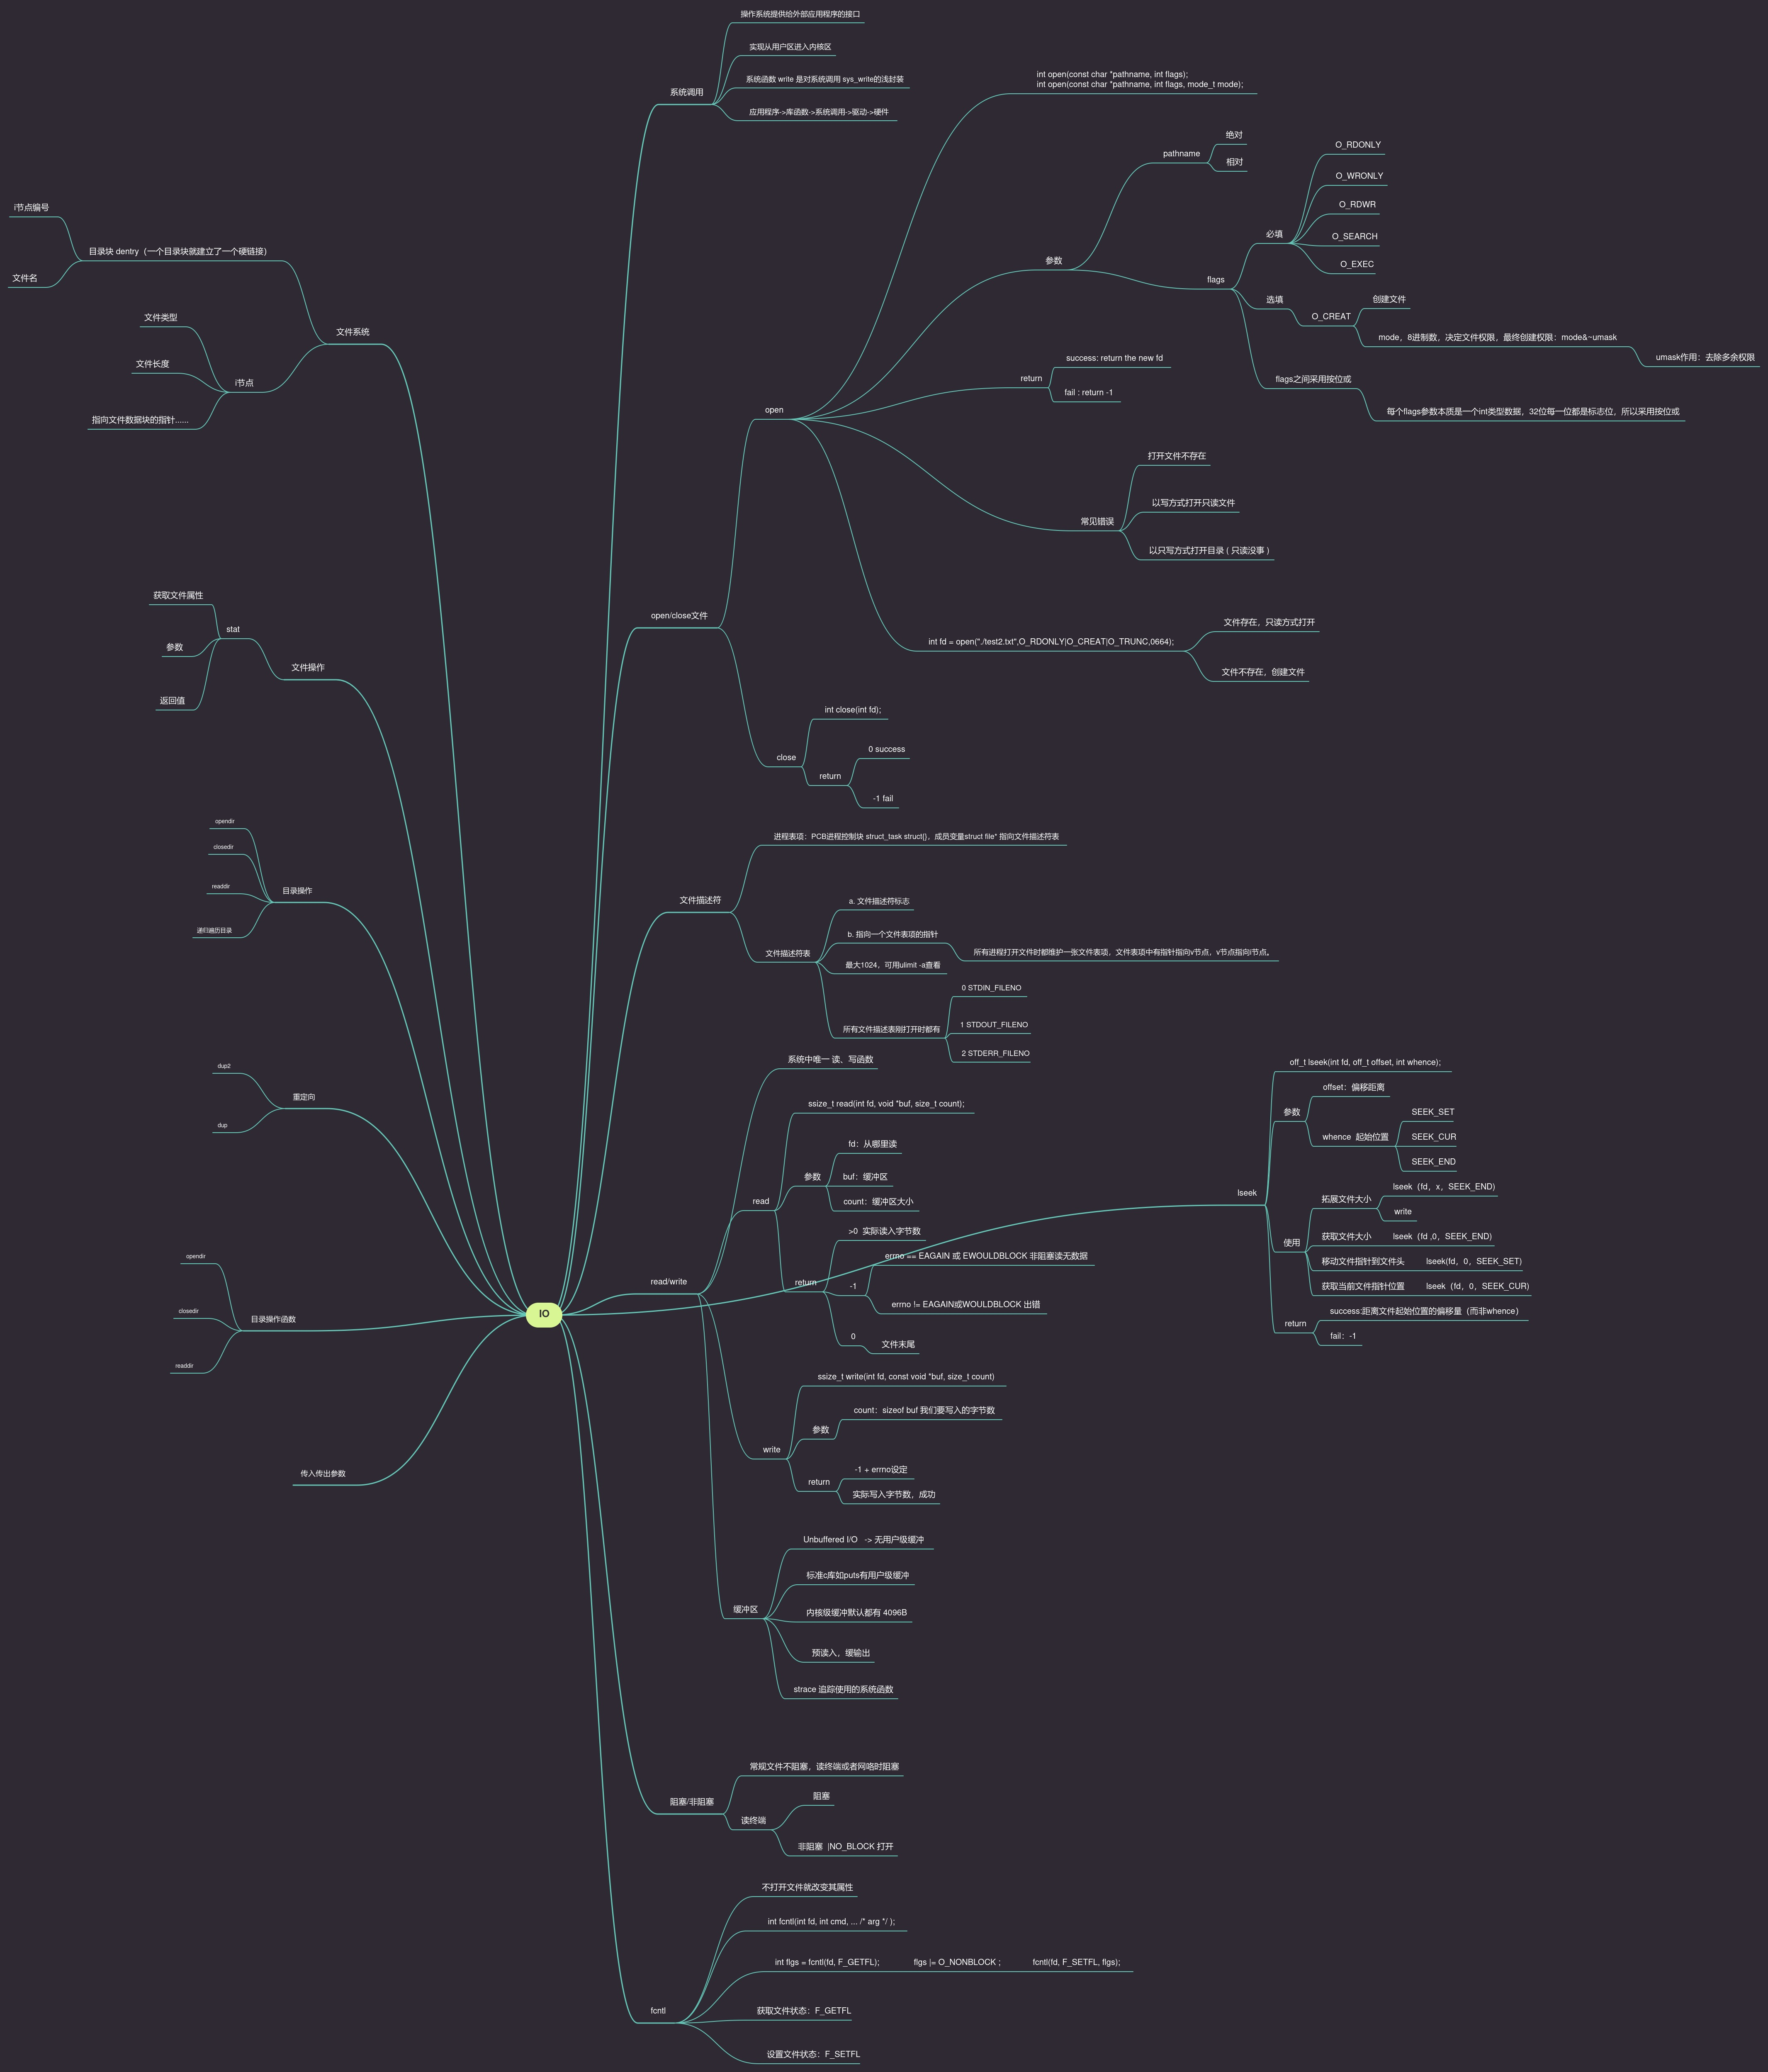 IO
系统调用
操作系统提供给外部应用程序的接口
实现从用户区进入内核区
系统函数 write 是对系统调用 sys_write的浅封装
应用程序->库函数->系统调用->驱动->硬件
open/close文件
open
int open(const char *pathname, int flags);
int open(const char *pathname, int flags, mode_t mode);
参数
pathname
绝对
相对
flags
必填
O_RDONLY
O_WRONLY
O_RDWR
O_SEARCH
O_EXEC
选填
O_CREAT
创建文件
mode，8进制数，决定文件权限，最终创建权限：mode&~umask
umask作用：去除多余权限
flags之间采用按位或
每个flags参数本质是一个int类型数据，32位每一位都是标志位，所以采用按位或
return
success: return the new fd
fail : return -1
常见错误
打开文件不存在
以写方式打开只读文件
以只写方式打开目录 ( 只读没事 )
int fd = open("./test2.txt",O_RDONLY|O_CREAT|O_TRUNC,0664);
文件存在，只读方式打开
文件不存在，创建文件
close
int close(int fd);
return
0 success
-1 fail
文件描述符
进程表项：PCB进程控制块 struct_task struct{}，成员变量struct file* 指向文件描述符表
文件描述符表
a. 文件描述符标志
b. 指向一个文件表项的指针
所有进程打开文件时都维护一张文件表项，文件表项中有指针指向v节点，v节点指向i节点。
最大1024，可用ulimit -a查看
所有文件描述表刚打开时都有
0 STDIN_FILENO
1 STDOUT_FILENO
2 STDERR_FILENO
read/write
系统中唯一 读、写函数
read
ssize_t read(int fd, void *buf, size_t count);
参数
fd：从哪里读
buf：缓冲区
count：缓冲区大小
return
>0 实际读入字节数
-1
errno == EAGAIN 或 EWOULDBLOCK 非阻塞读无数据
errno != EAGAIN或WOULDBLOCK 出错
0
文件末尾
write
ssize_t write(int fd, const void *buf, size_t count)
参数
count：sizeof buf 我们要写入的字节数
return
-1 + errno设定
实际写入字节数，成功
缓冲区
Unbuffered I/O -> 无用户级缓冲
标准c库如puts有用户级缓冲
内核级缓冲默认都有 4096B
预读入，缓输出
strace 追踪使用的系统函数
lseek
off_t lseek(int fd, off_t offset, int whence);
参数
offset：偏移距离
whence 起始位置
SEEK_SET
SEEK_CUR
SEEK_END
使用
拓展文件大小
lseek（fd，x，SEEK_END)
write
获取文件大小 lseek（fd ,0，SEEK_END)
移动文件指针到文件头 lseek(fd，0，SEEK_SET)
获取当前文件指针位置 lseek（fd，0，SEEK_CUR)
return
success:距离文件起始位置的偏移量（而非whence）
fail：-1
阻塞/非阻塞
常规文件不阻塞，读终端或者网咯时阻塞
读终端
阻塞
非阻塞 |NO_BLOCK 打开
fcntl
不打开文件就改变其属性
int fcntl(int fd, int cmd, ... /* arg */ );
int flgs = fcntl(fd, F_GETFL); flgs |= O_NONBLOCK ; fcntl(fd, F_SETFL, flgs);
获取文件状态：F_GETFL
设置文件状态：F_SETFL
文件系统
目录块 dentry（一个目录块就建立了一个硬链接）
i节点编号
文件名
i节点
文件类型
文件长度
指向文件数据块的指针......
文件操作
stat
获取文件属性
参数
返回值
目录操作
opendir
closedir
readdir
递归遍历目录
重定向
dup2
dup
目录操作函数
opendir
closedir
readdir
传入传出参数